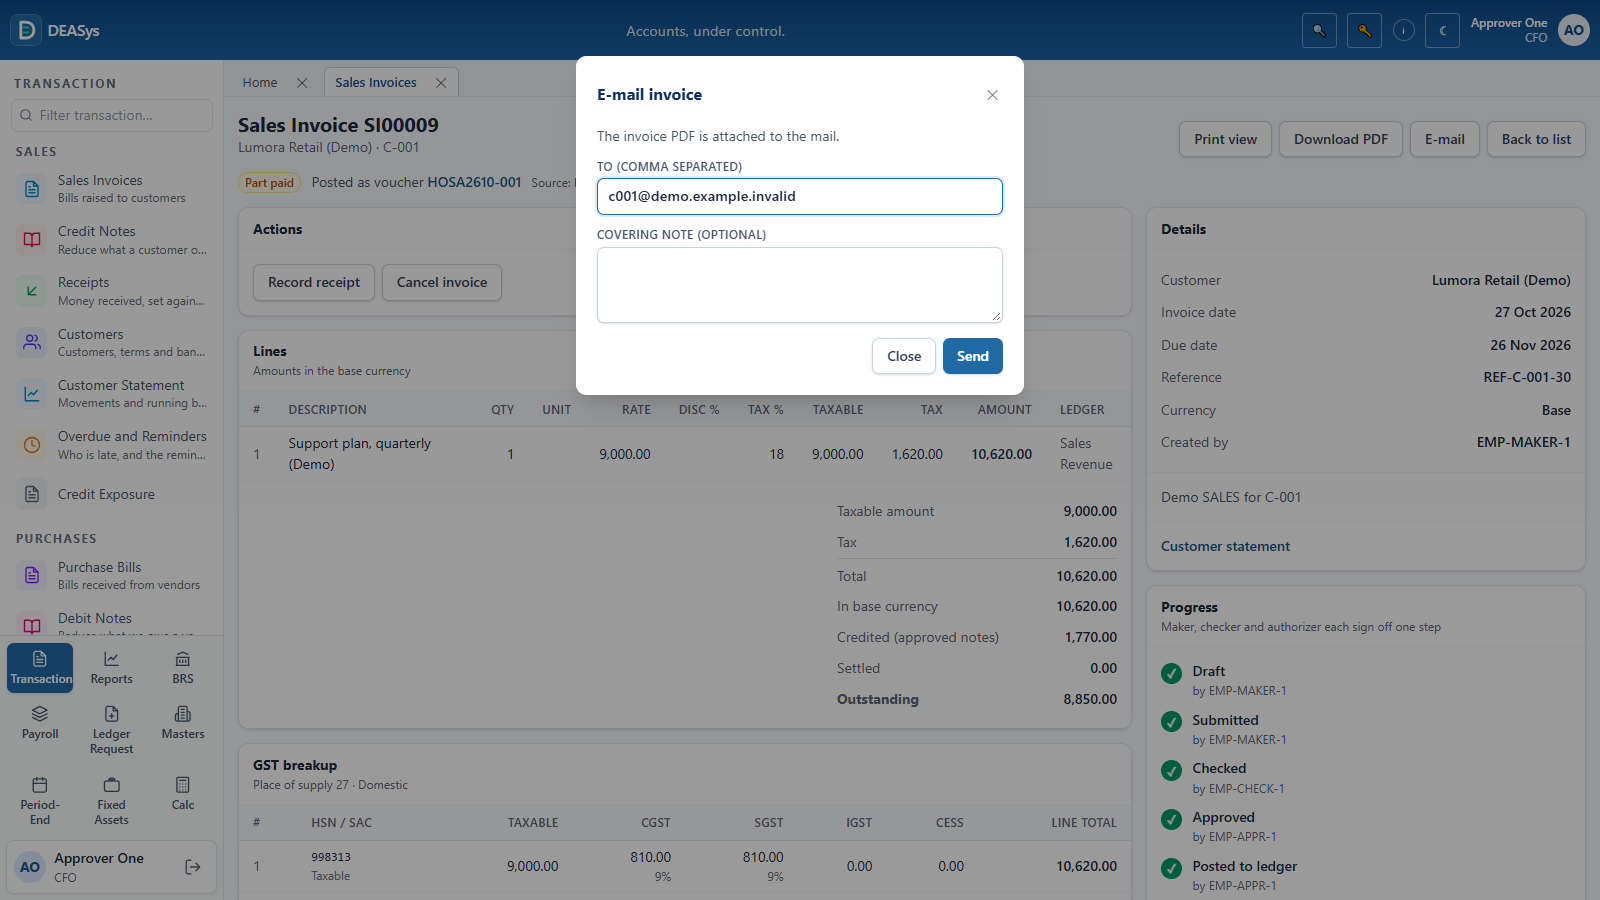 DEASys
Accounts, under control.
Approver One
CFO
AO
TRANSACTION
Filter transaction...
SALES
Sales Invoices
Bills raised to customers
Credit Notes
Reduce what a customer o...
Receipts
Money received, set again...
Customers
Customers, terms and ban...
Customer Statement
Movements and running b...
Overdue and Reminders
Who is late, and the remin...
Credit Exposure
PURCHASES
Purchase Bills
Bills received from vendors
Debit Notes
Transaction
Reports
BRS
Payroll
Ledger Request
Masters
Period-End
Fixed Assets
Calc
AO
Approver One
CFO
Home
Sales Invoices
Sales Invoice SI00009
Lumora Retail (Demo) · C-001
Part paid
Posted as voucher HOSA2610-001
Source:
Print view
Download PDF
E-mail
Back to list
E-mail invoice
The invoice PDF is attached to the mail.
TO (COMMA SEPARATED)
c001@demo.example.invalid
COVERING NOTE (OPTIONAL)
Close
Send
Actions
Record receipt
Cancel invoice
Lines
Amounts in the base currency
# DESCRIPTION QTY UNIT RATE DISC % TAX % TAXABLE TAX AMOUNT LEDGER
1 Support plan, quarterly (Demo) 1 9,000.00 18 9,000.00 1,620.00 10,620.00 Sales Revenue
Taxable amount 9,000.00
Tax 1,620.00
Total 10,620.00
In base currency 10,620.00
Credited (approved notes) 1,770.00
Settled 0.00
Outstanding 8,850.00
GST breakup
Place of supply 27 · Domestic
# HSN / SAC TAXABLE CGST SGST IGST CESS LINE TOTAL
1 998313 9,000.00 810.00 810.00 0.00 0.00 10,620.00
Taxable 9% 9%
Details
Customer Lumora Retail (Demo)
Invoice date 27 Oct 2026
Due date 26 Nov 2026
Reference REF-C-001-30
Currency Base
Created by EMP-MAKER-1
Demo SALES for C-001
Customer statement
Progress
Maker, checker and authorizer each sign off one step
Draft
by EMP-MAKER-1
Submitted
by EMP-MAKER-1
Checked
by EMP-CHECK-1
Approved
by EMP-APPR-1
Posted to ledger
by EMP-APPR-1